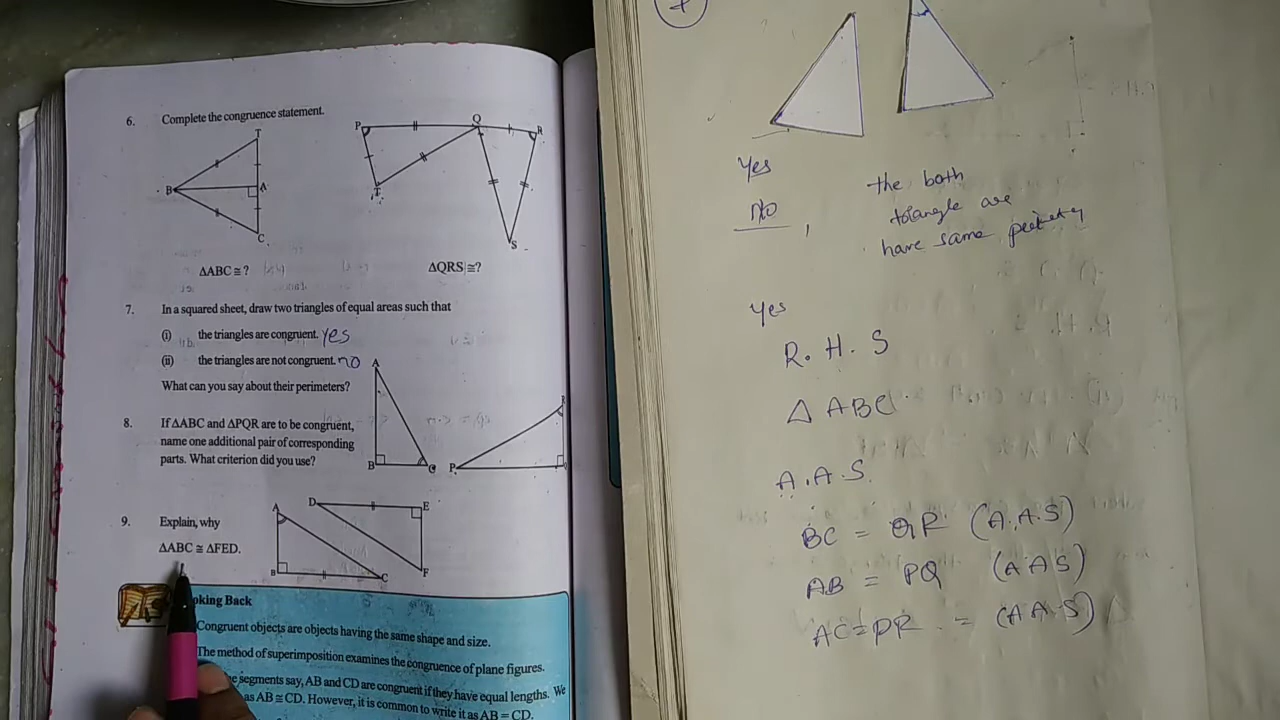 6. Complete the congruence statement.
T
B
A
C
P
Q
R
T
S
ΔABC ≅ ?
ΔQRS ≅ ?
7. In a squared sheet, draw two triangles of equal areas such that
(i) the triangles are congruent. yes
(ii) the triangles are not congruent. no
What can you say about their perimeters?
8. If ΔABC and ΔPQR are to be congruent,
name one additional pair of corresponding
parts. What criterion did you use?
A
B
C
P
9. Explain, why
ΔABC ≅ ΔFED.
A
B
C
D
E
F
oking Back
Congruent objects are objects having the same shape and size.
The method of superimposition examines the congruence of plane figures.
e segments say, AB and CD are congruent if they have equal lengths. We
as AB ≅ CD. However, it is common to write it as AB = CD.
Yes
No,
the both
triangle are
have same
Yes
R.H.S
Δ ABC
A.A.S.
BC = QR (A.A.S)
AB = PQ (AAS)
AC = PR = (AA.S)